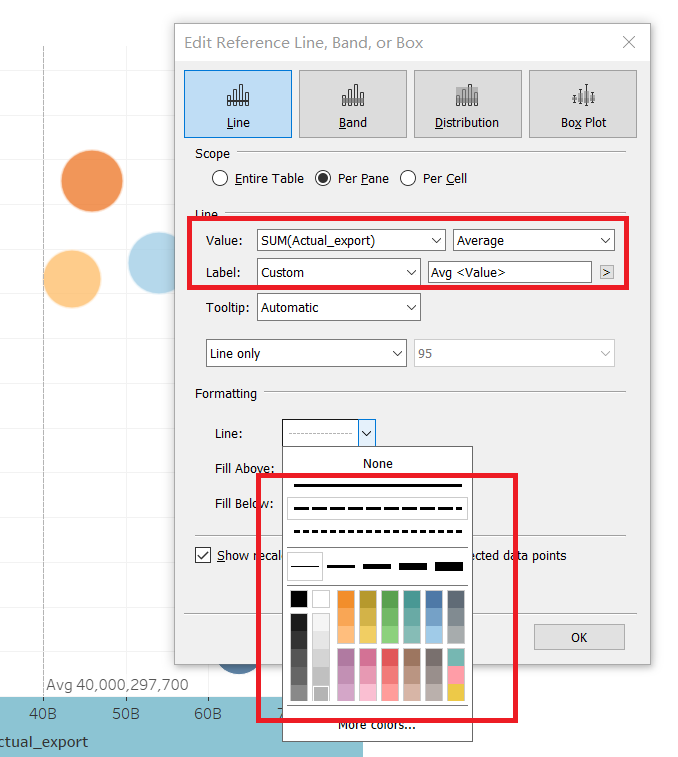 Edit Reference Line, Band, or Box
Line Band Distribution Box Plot
Scope
Entire Table Per Pane Per Cell
Line
Value: SUM(Actual_export) Average
Label: Custom Avg <Value> >
Tooltip: Automatic
Line only 95
Formatting
Line:
None
Fill Above:
Fill Below:
Show recal ected data points
OK
More colors...
Avg 40,000,297,700
40B 50B 60B 7
ctual_export